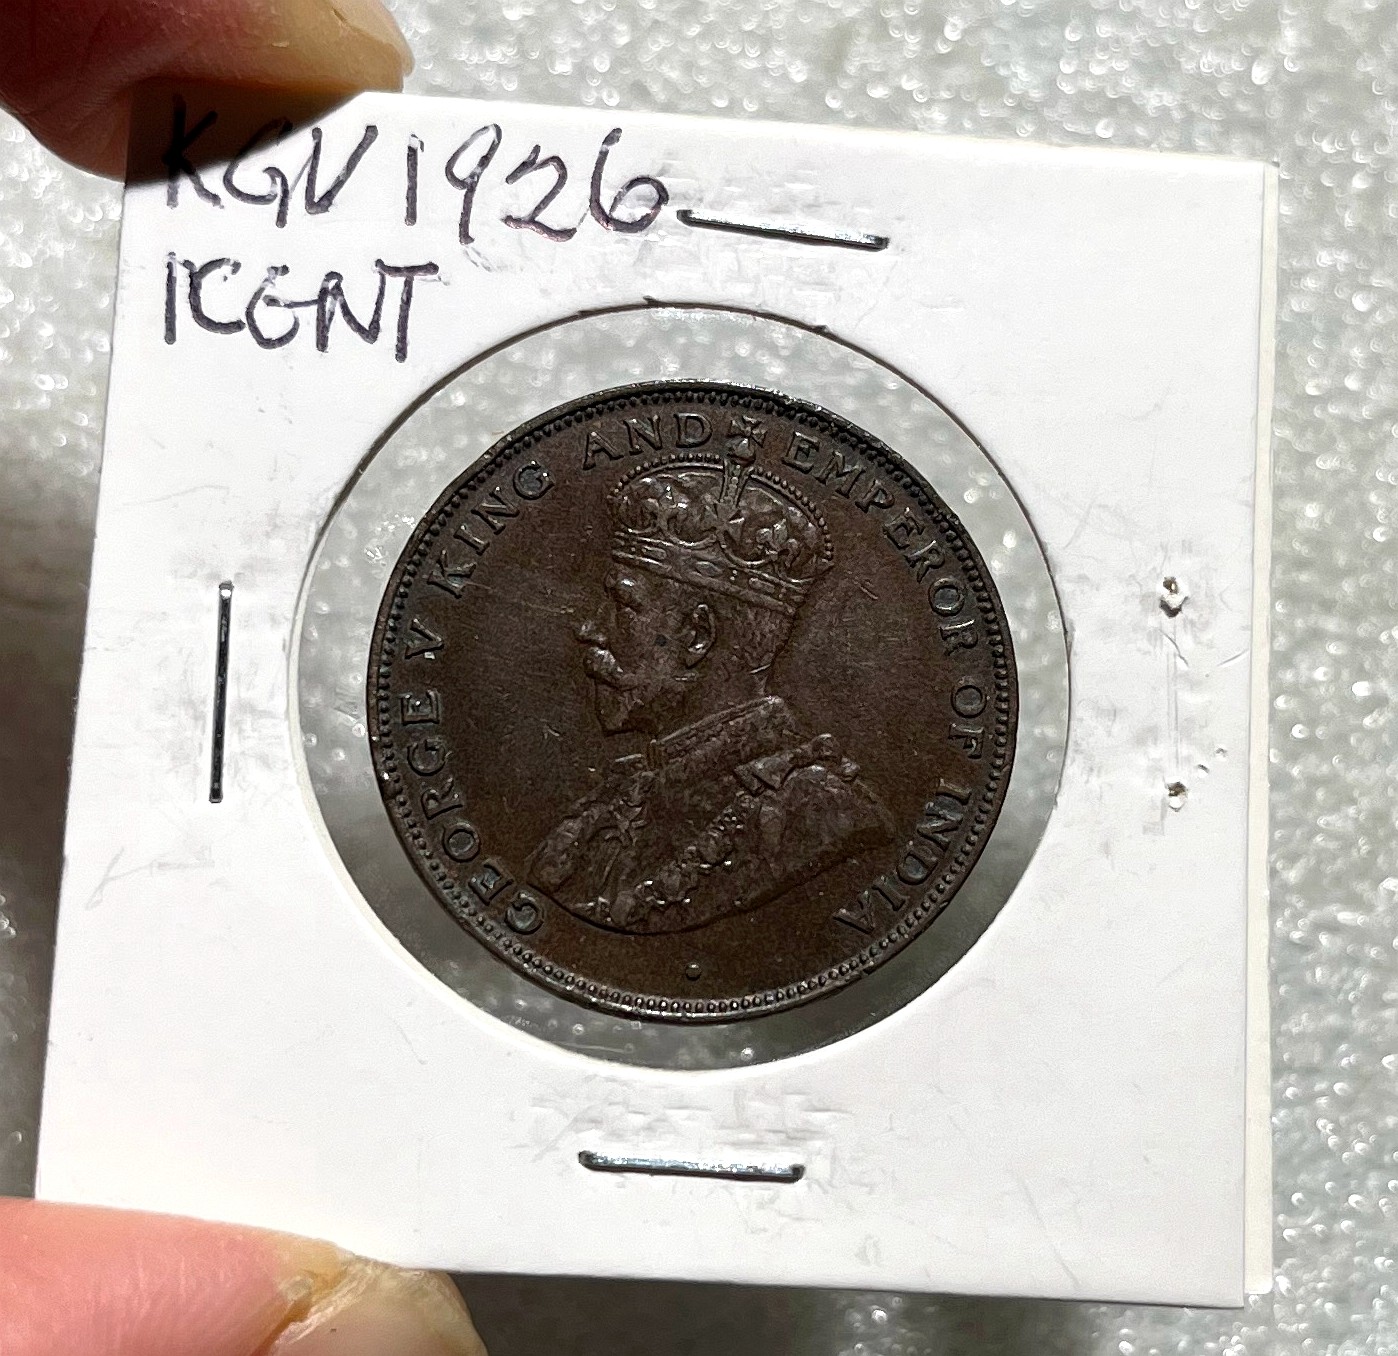 KGV 1926
1CENT
GEORGE V KING AND EMPEROR OF INDIA